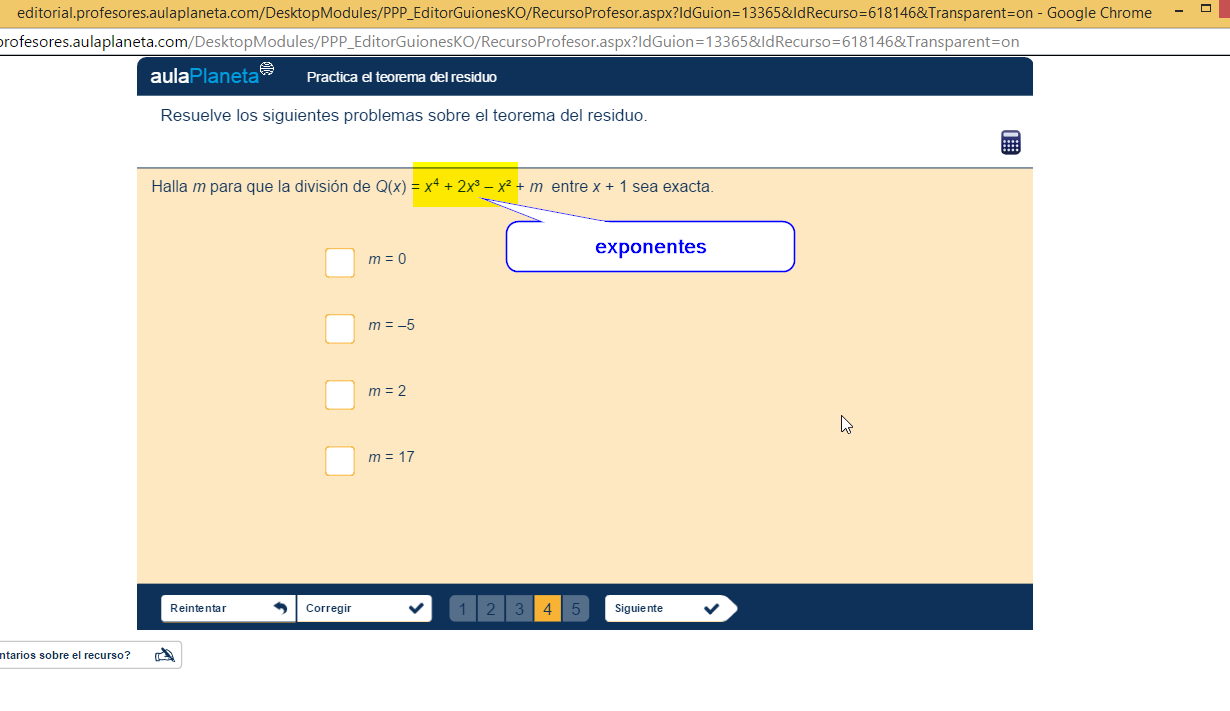 editorial.profesores.aulaplaneta.com/DesktopModules/PPP_EditorGuionesKO/RecursoProfesor.aspx?IdGuion=13365&IdRecurso=618146&Transparent=on - Google Chrome
profesores.aulaplaneta.com/DesktopModules/PPP_EditorGuionesKO/RecursoProfesor.aspx?IdGuion=13365&IdRecurso=618146&Transparent=on
aulaPlaneta Practica el teorema del residuo
Resuelve los siguientes problemas sobre el teorema del residuo.
Halla m para que la división de Q(x) = x⁴ + 2x³ – x² + m entre x + 1 sea exacta.
exponentes
m = 0
m = –5
m = 2
m = 17
Reintentar Corregir 1 2 3 4 5 Siguiente
ntarios sobre el recurso?